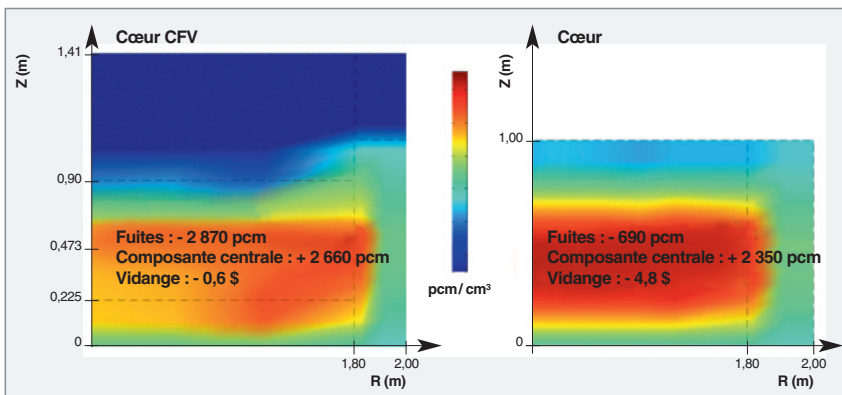 Cœur CFV
Z (m)
1,41
0,90
0,473
0,225
0
Fuites : - 2 870 pcm
Composante centrale : + 2 660 pcm
Vidange : - 0,6 $
1,80
2,00
R (m)
pcm/cm³
Cœur
Z (m)
1,00
0
Fuites : - 690 pcm
Composante centrale : + 2 350 pcm
Vidange : - 4,8 $
1,80
2,00
R (m)